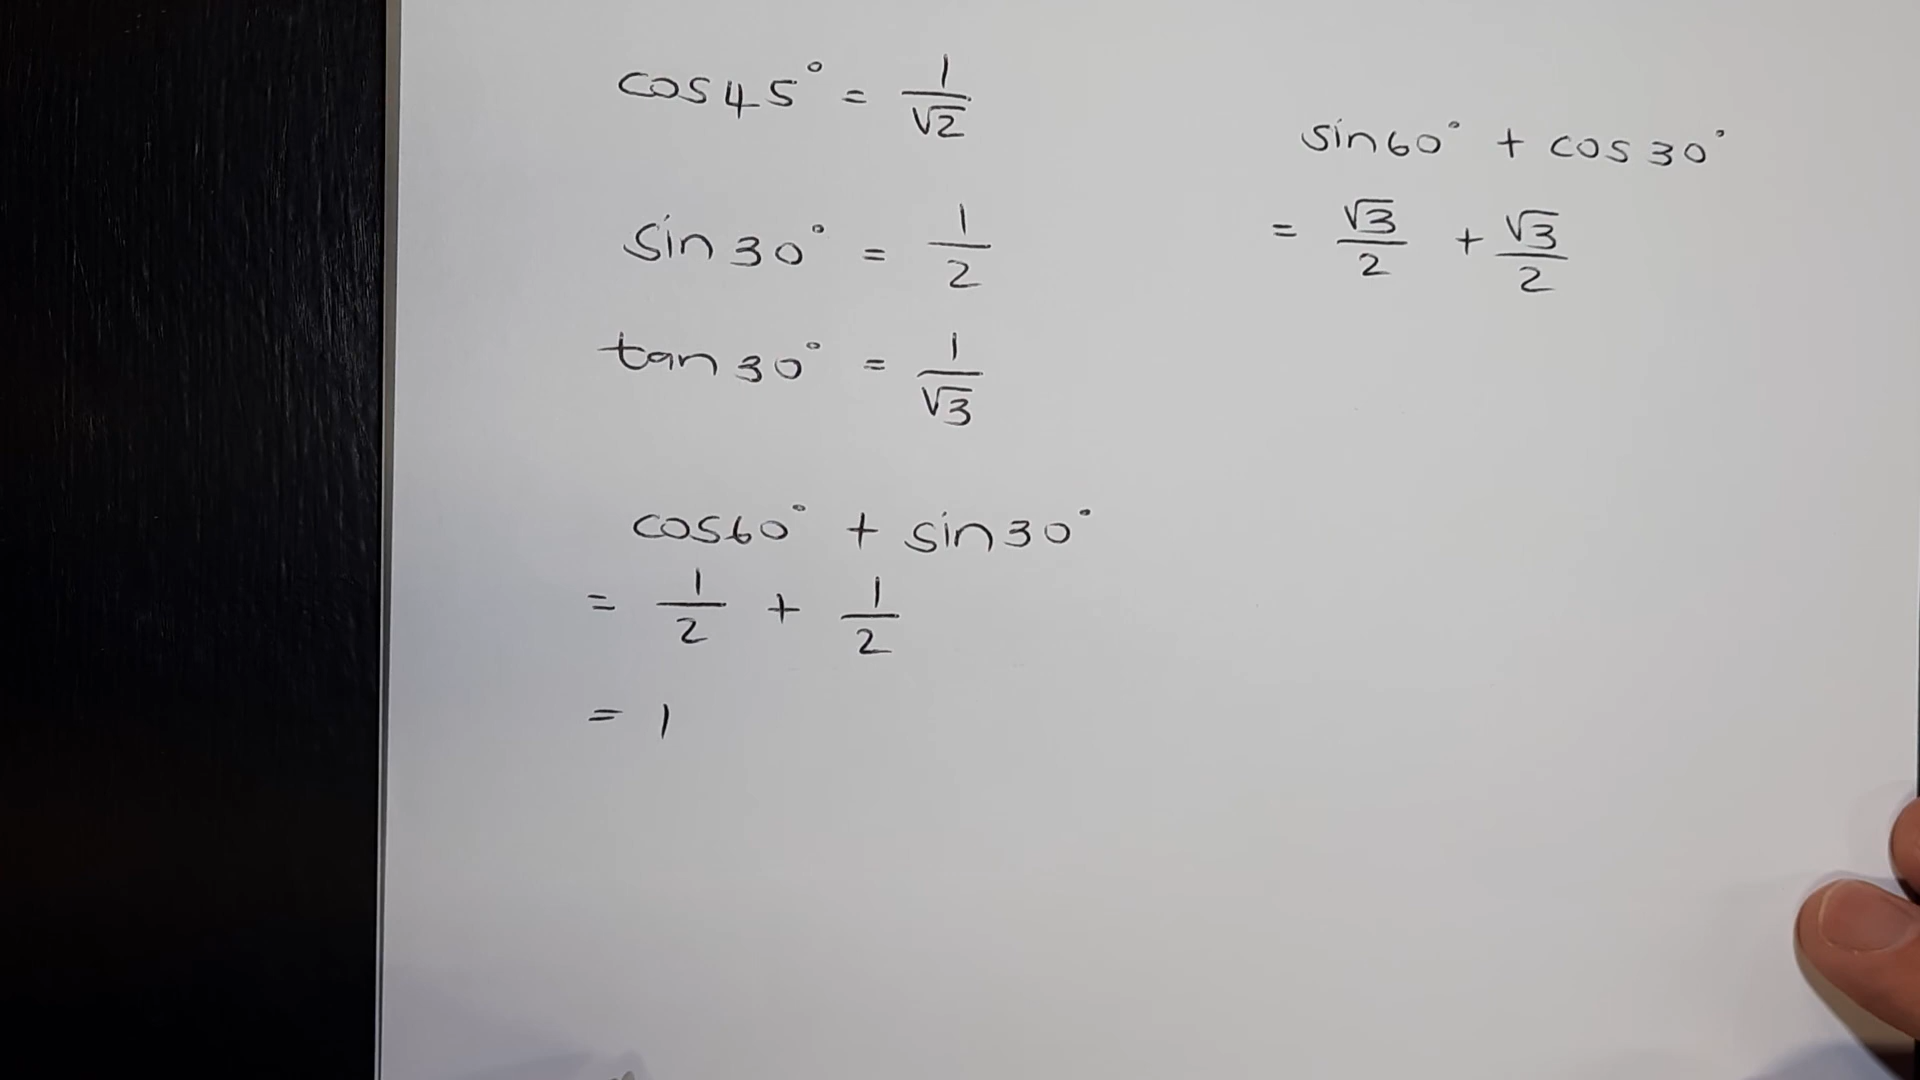 cos45° = 1/√2
sin30° = 1/2
tan30° = 1/√3
cos60° + sin30°
= 1/2 + 1/2
= 1
sin60° + cos30°
= √3/2 + √3/2